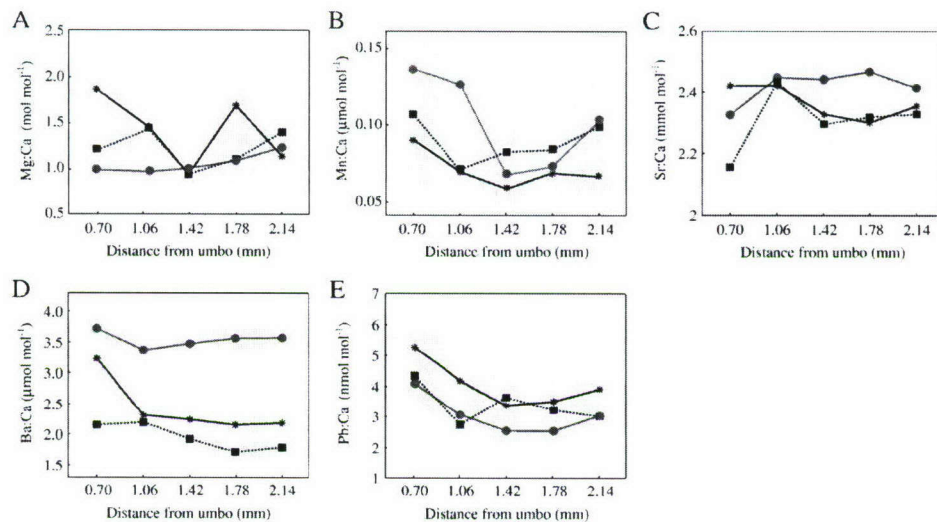 A
Mg:Ca (mol mol⁻¹)
2.5
2.0
1.5
1.0
0.5
0.70 1.06 1.42 1.78 2.14
Distance from umbo (mm)
B
Mn:Ca (μmol mol⁻¹)
0.15
0.10
0.05
0.70 1.06 1.42 1.78 2.14
Distance from umbo (mm)
C
Sr:Ca (mmol mol⁻¹)
2.6
2.4
2.2
2
0.70 1.06 1.42 1.78 2.14
Distance from umbo (mm)
D
Ba:Ca (μmol mol⁻¹)
4.0
3.5
3.0
2.5
2.0
1.5
0.70 1.06 1.42 1.78 2.14
Distance from umbo (mm)
E
Pb:Ca (nmol mol⁻¹)
7
6
5
4
3
2
1
0.70 1.06 1.42 1.78 2.14
Distance from umbo (mm)